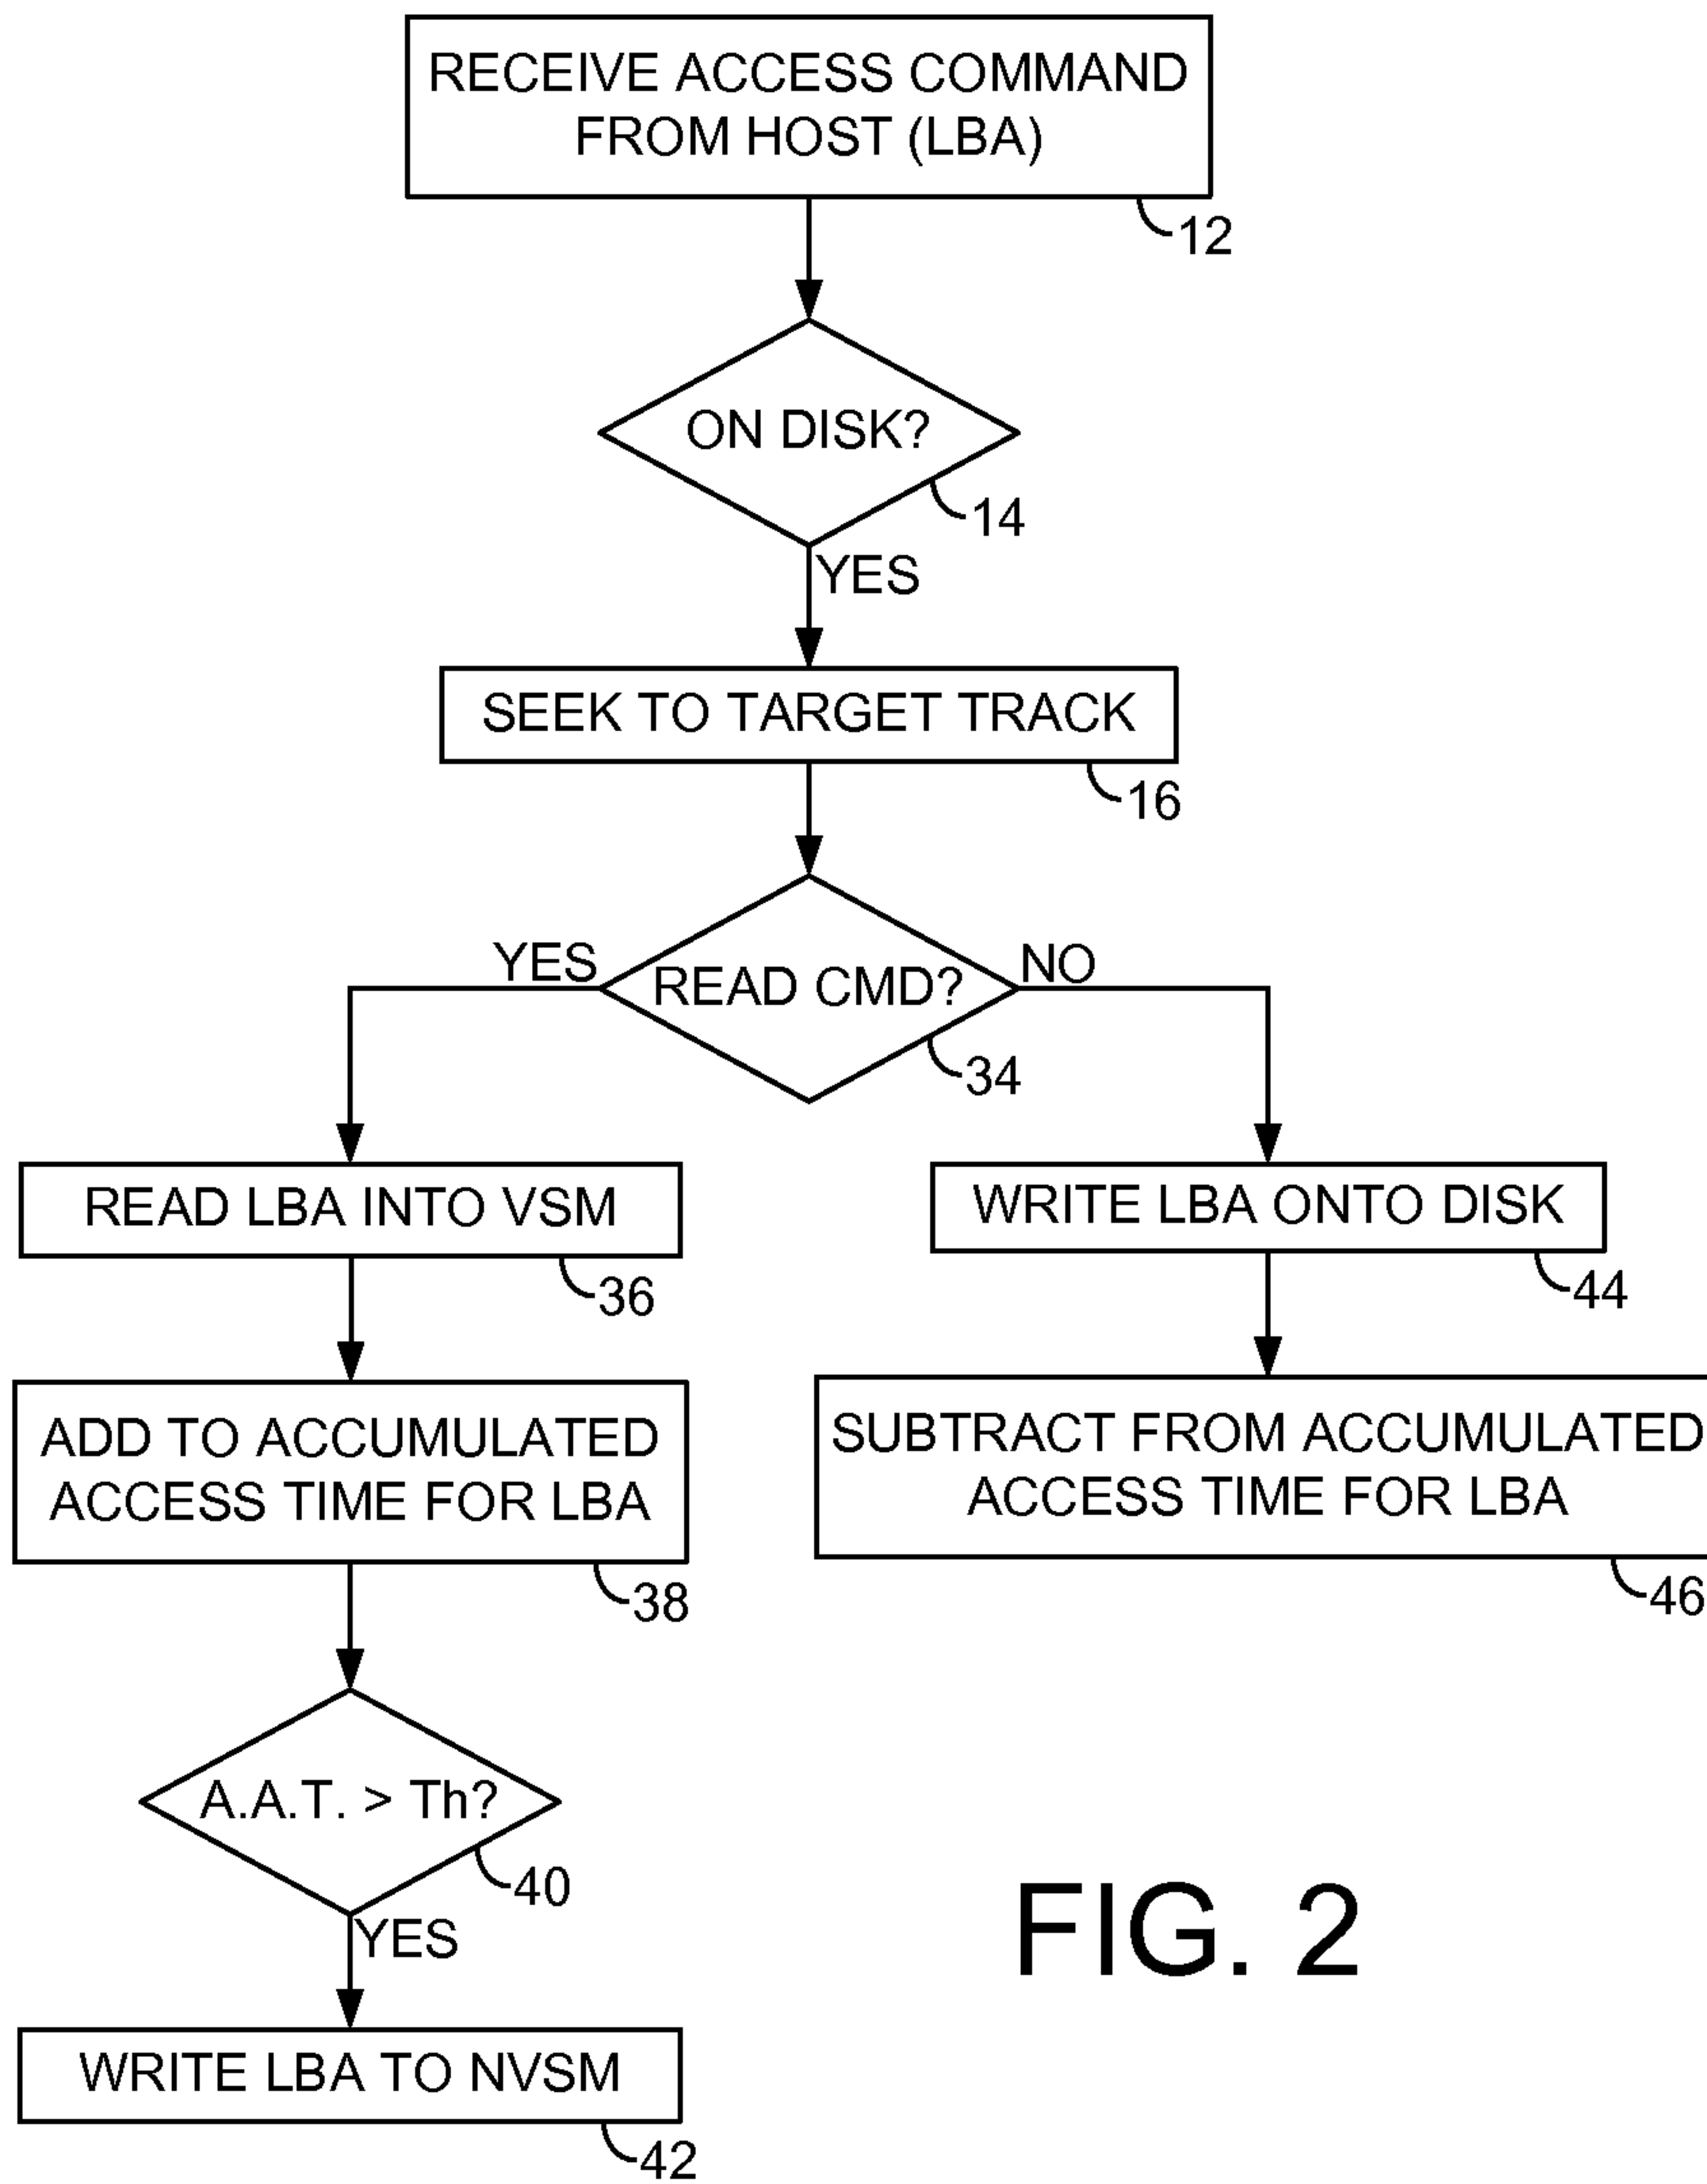 RECEIVE ACCESS COMMAND
FROM HOST (LBA)
12
ON DISK?
14
YES
SEEK TO TARGET TRACK
16
YES
NO
READ CMD?
34
READ LBA INTO VSM
36
WRITE LBA ONTO DISK
44
ADD TO ACCUMULATED
ACCESS TIME FOR LBA
38
SUBTRACT FROM ACCUMULATED
ACCESS TIME FOR LBA
46
A.A.T. > Th?
40
YES
WRITE LBA TO NVSM
42
FIG. 2